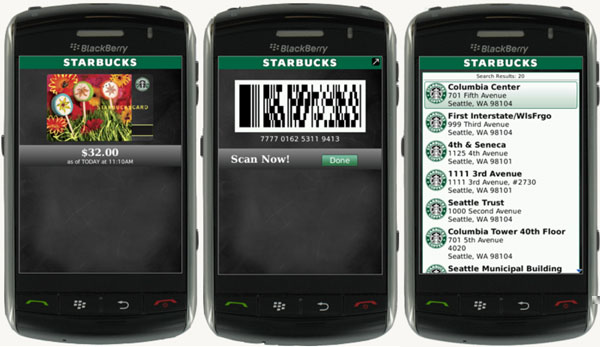 BlackBerry
STARBUCKS
STARBUCKS CARD
$32.00
as of TODAY at 11:10AM
BlackBerry
STARBUCKS
7777 0162 5311 9413
Scan Now!
Done
BlackBerry
STARBUCKS
Search Results: 20
Columbia Center
701 Fifth Avenue
Seattle, WA 98104
First Interstate/WlsFrgo
999 Third Avenue
Seattle, WA 98104
4th & Seneca
1125 4th Avenue
Seattle, WA 98101
1111 3rd Avenue
1111 3rd Avenue, #2730
Seattle, WA 98101
Seattle Trust
1000 Second Avenue
Seattle, WA 98104
Columbia Tower 40th Floor
701 5th Avenue
4020
Seattle, WA 98104
Seattle Municipal Building